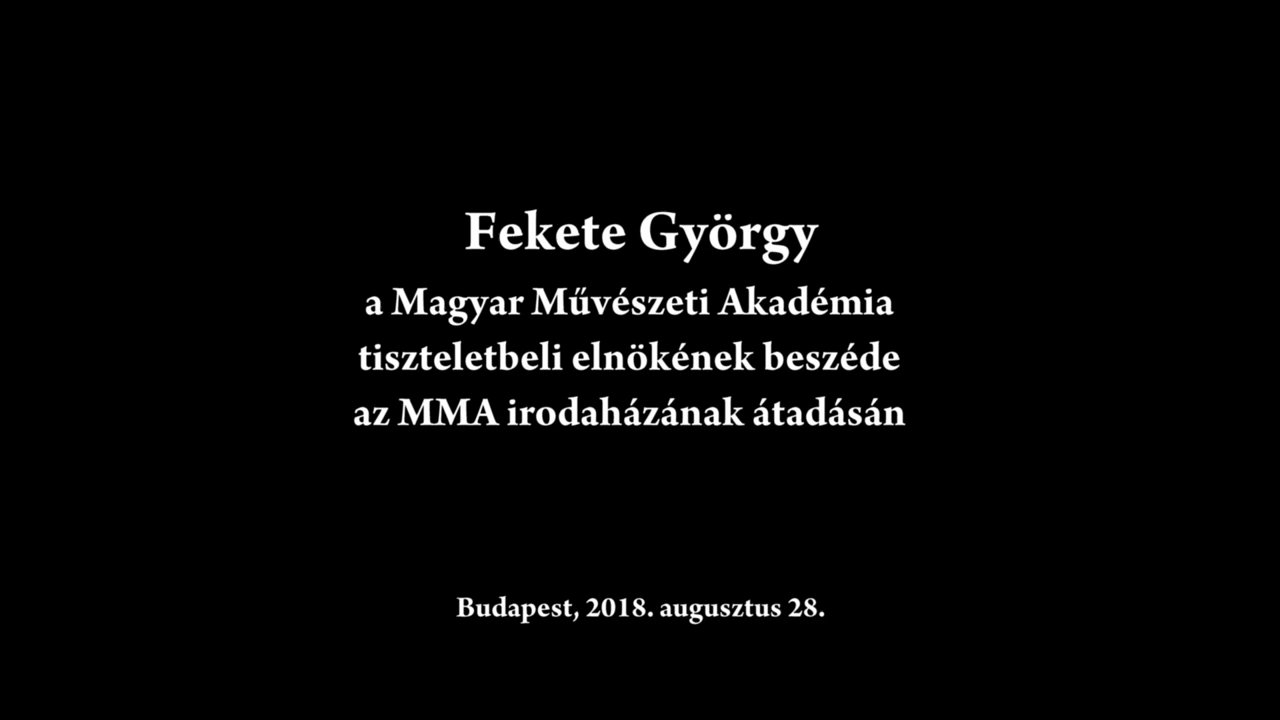 Fekete György
a Magyar Művészeti Akadémia
tiszteletbeli elnökének beszéde
az MMA irodaházának átadásán
Budapest, 2018. augusztus 28.